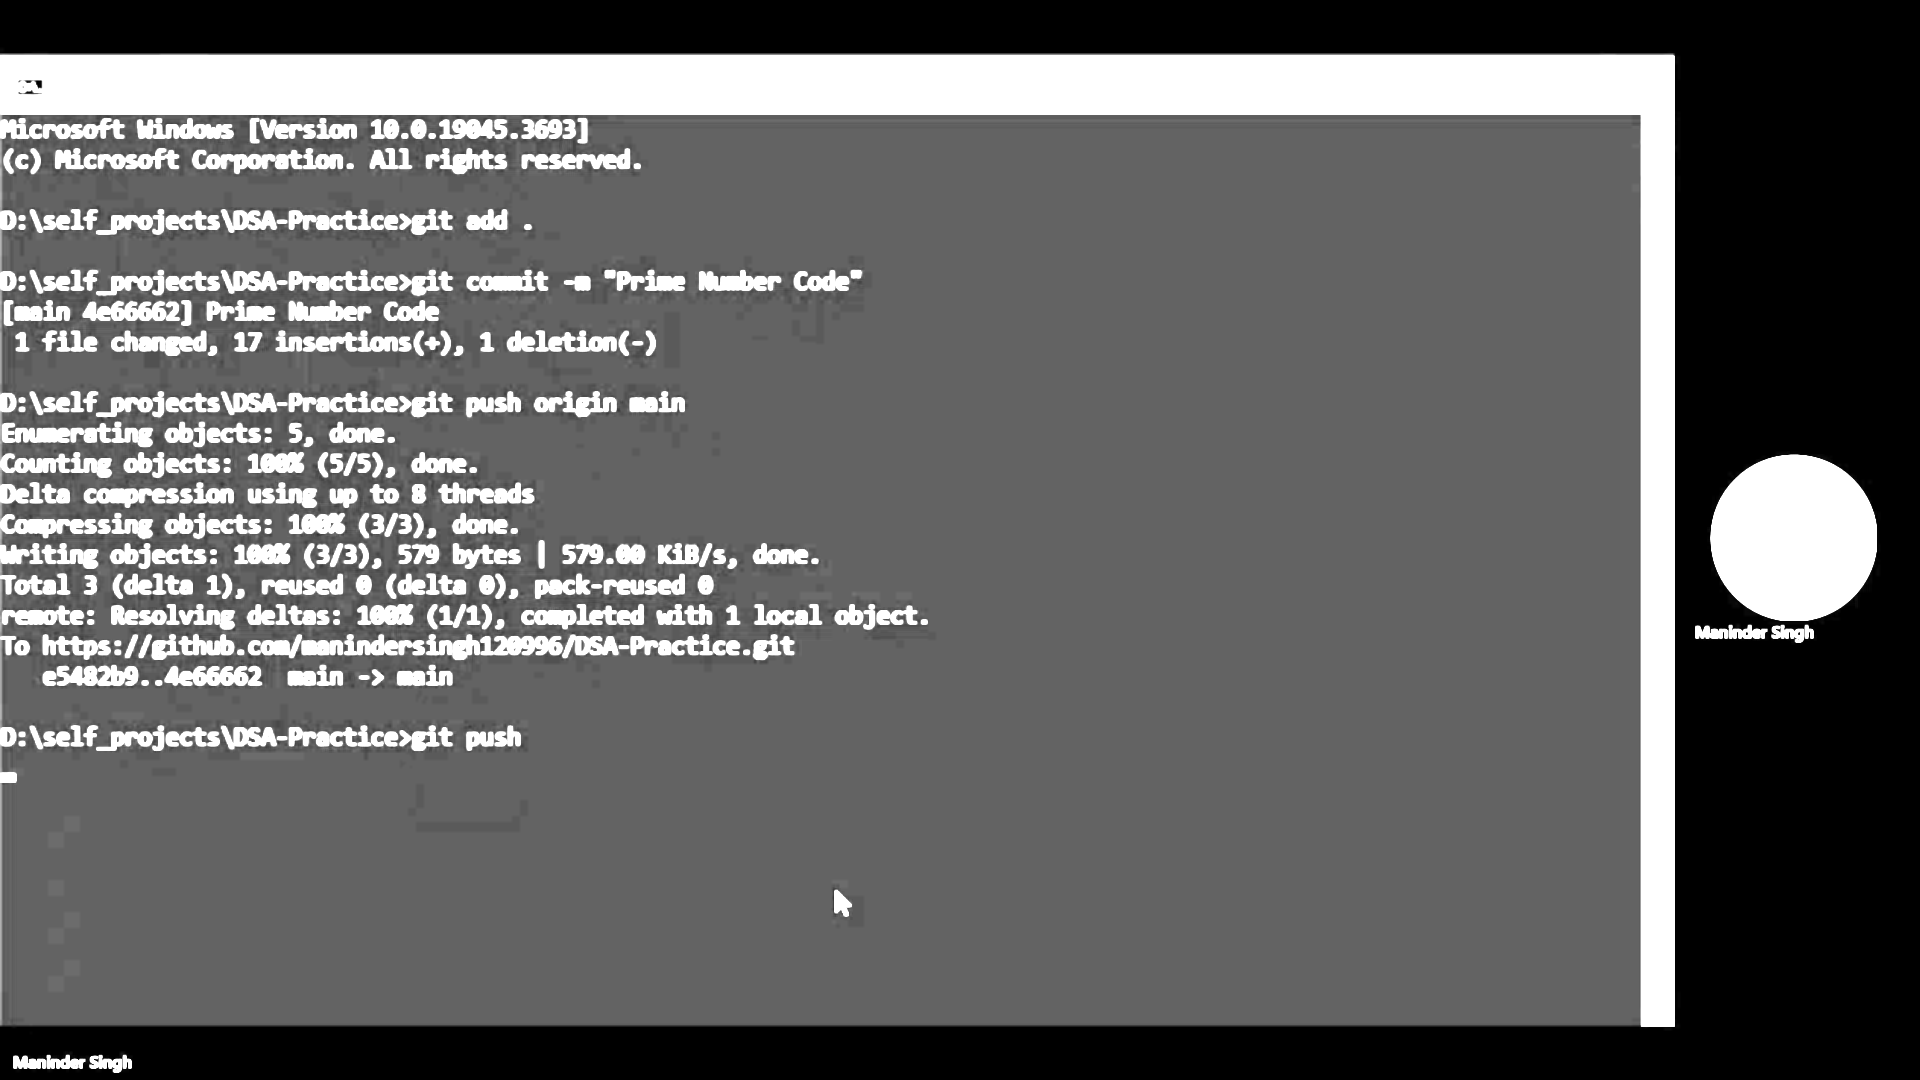 Microsoft Windows [Version 10.0.19045.3693]
(c) Microsoft Corporation. All rights reserved.
D:\self_projects\DSA-Practice>git add .
D:\self_projects\DSA-Practice>git commit -m "Prime Number Code"
[main 4e66662] Prime Number Code
1 file changed, 17 insertions(+), 1 deletion(-)
D:\self_projects\DSA-Practice>git push origin main
Enumerating objects: 5, done.
Counting objects: 100% (5/5), done.
Delta compression using up to 8 threads
Compressing objects: 100% (3/3), done.
Writing objects: 100% (3/3), 579 bytes | 579.00 KiB/s, done.
Total 3 (delta 1), reused 0 (delta 0), pack-reused 0
remote: Resolving deltas: 100% (1/1), completed with 1 local object.
To https://github.com/manindersingh120996/DSA-Practice.git
e5482b9..4e66662  main -> main
D:\self_projects\DSA-Practice>git push
Maninder Singh
Maninder Singh